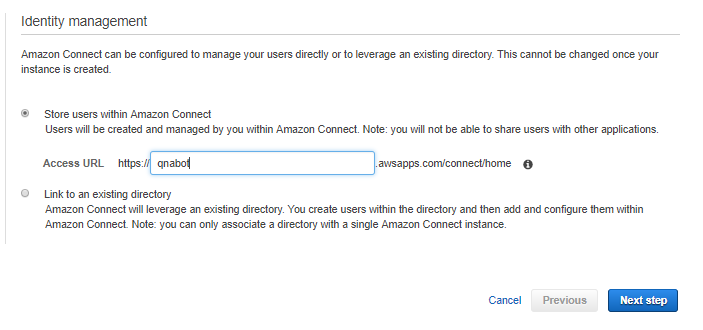 Identity management
Amazon Connect can be configured to manage your users directly or to leverage an existing directory. This cannot be changed once your
instance is created.
Store users within Amazon Connect
Users will be created and managed by you within Amazon Connect. Note: you will not be able to share users with other applications.
Access URL https:// qnabot .awsapps.com/connect/home
Link to an existing directory
Amazon Connect will leverage an existing directory. You create users within the directory and then add and configure them within
Amazon Connect. Note: you can only associate a directory with a single Amazon Connect instance.
Cancel Previous Next step